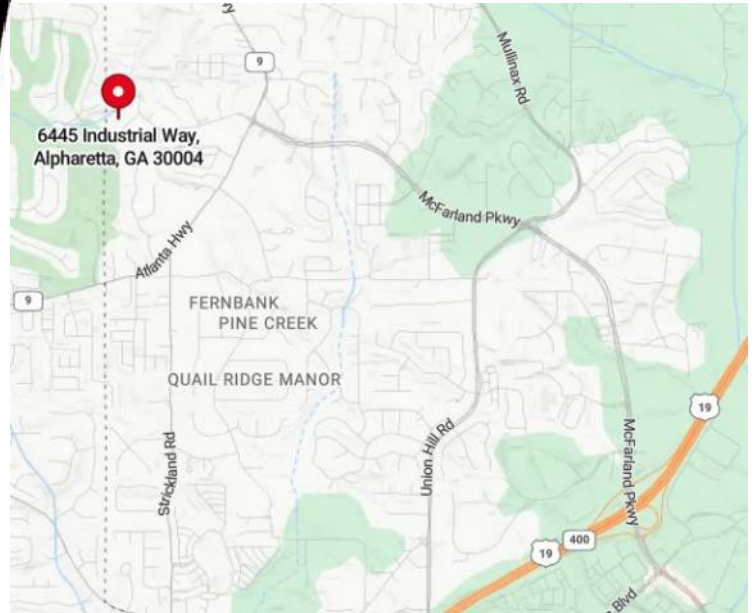 9
Mullinax Rd
6445 Industrial Way,
Alpharetta, GA 30004
McFarland Pkwy
Atlanta Hwy
9
FERNBANK
PINE CREEK
QUAIL RIDGE MANOR
19
Strickland Rd
Union Hill Rd
McFarland Pkwy
400
19
Blvd